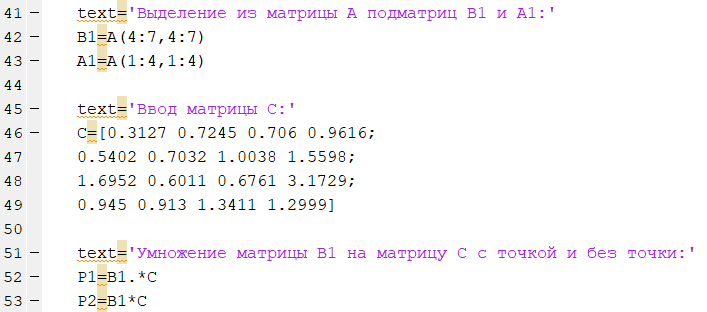 41 – text='Выделение из матрицы A подматриц B1 и A1:'
42 – B1=A(4:7,4:7)
43 – A1=A(1:4,1:4)
44
45 – text='Ввод матрицы C:'
46 – C=[0.3127 0.7245 0.706 0.9616;
47 0.5402 0.7032 1.0038 1.5598;
48 1.6952 0.6011 0.6761 3.1729;
49 0.945 0.913 1.3411 1.2999]
50
51 – text='Умножение матрицы B1 на матрицу C с точкой и без точки:'
52 – P1=B1.*C
53 – P2=B1*C